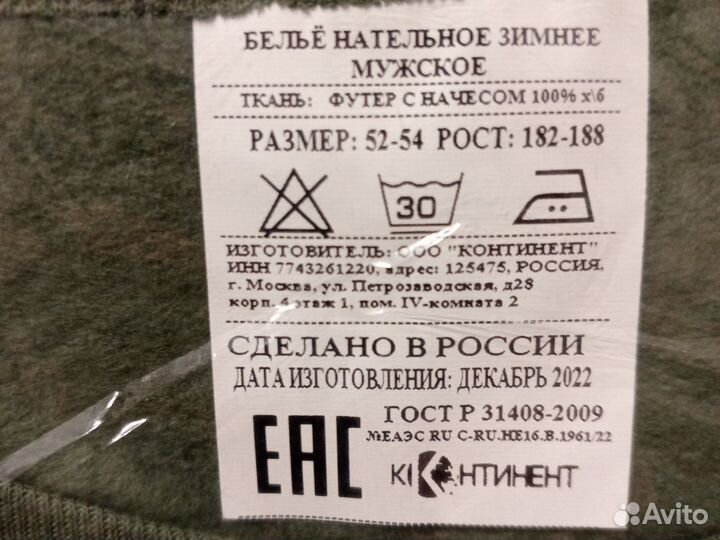 БЕЛЬЁ НАТЕЛЬНОЕ ЗИМНЕЕ
МУЖСКОЕ
ТКАНЬ: ФУТЕР С НАЧЕСОМ 100% х\б
РАЗМЕР: 52-54 РОСТ: 182-188
30
ИЗГОТОВИТЕЛЬ: ООО "КОНТИНЕНТ"
ИНН 7743261220, адрес: 125475, РОССИЯ,
г. Москва, ул. Петрозаводская, д28
корп. 4 этаж 1, пом. IV-комната 2
СДЕЛАНО В РОССИИ
ДАТА ИЗГОТОВЛЕНИЯ: ДЕКАБРЬ 2022
ГОСТ Р 31408-2009
№ЕАЭС RU С-RU.НЕ16.В.1961/22
ЕАС
КОНТИНЕНТ
Avito